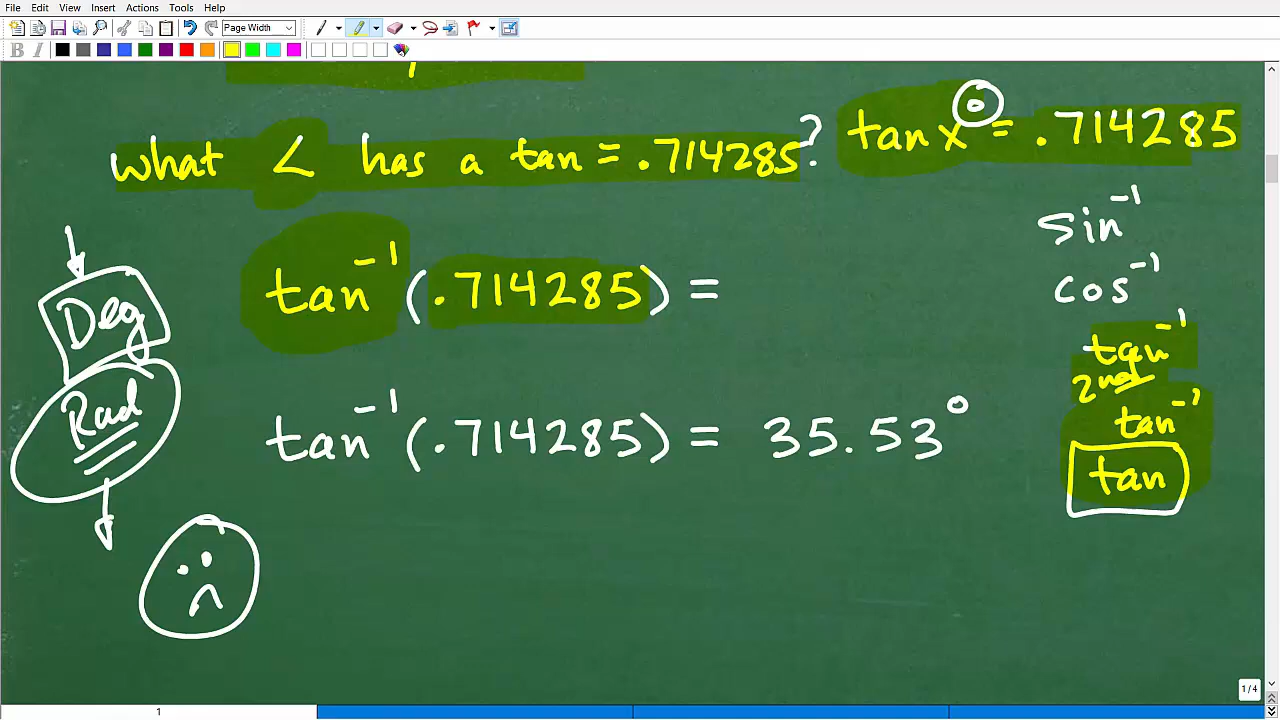 File Edit View Insert Actions Tools Help
Page Width
B I
what ∠ has a tan = .714285?
tan x° = .714285
sin⁻¹
cos⁻¹
tan⁻¹
2nd
tan⁻¹
tan
Deg
Rad
tan⁻¹(.714285) =
tan⁻¹(.714285) = 35.53°
1/4
1